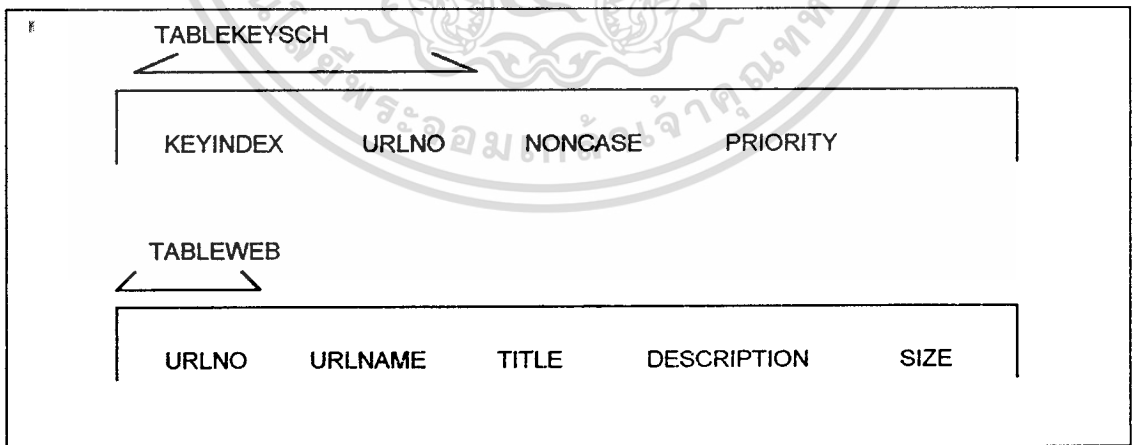 TABLEKEYSCH
KEYINDEX URLNO NONCASE PRIORITY
TABLEWEB
URLNO URLNAME TITLE DESCRIPTION SIZE